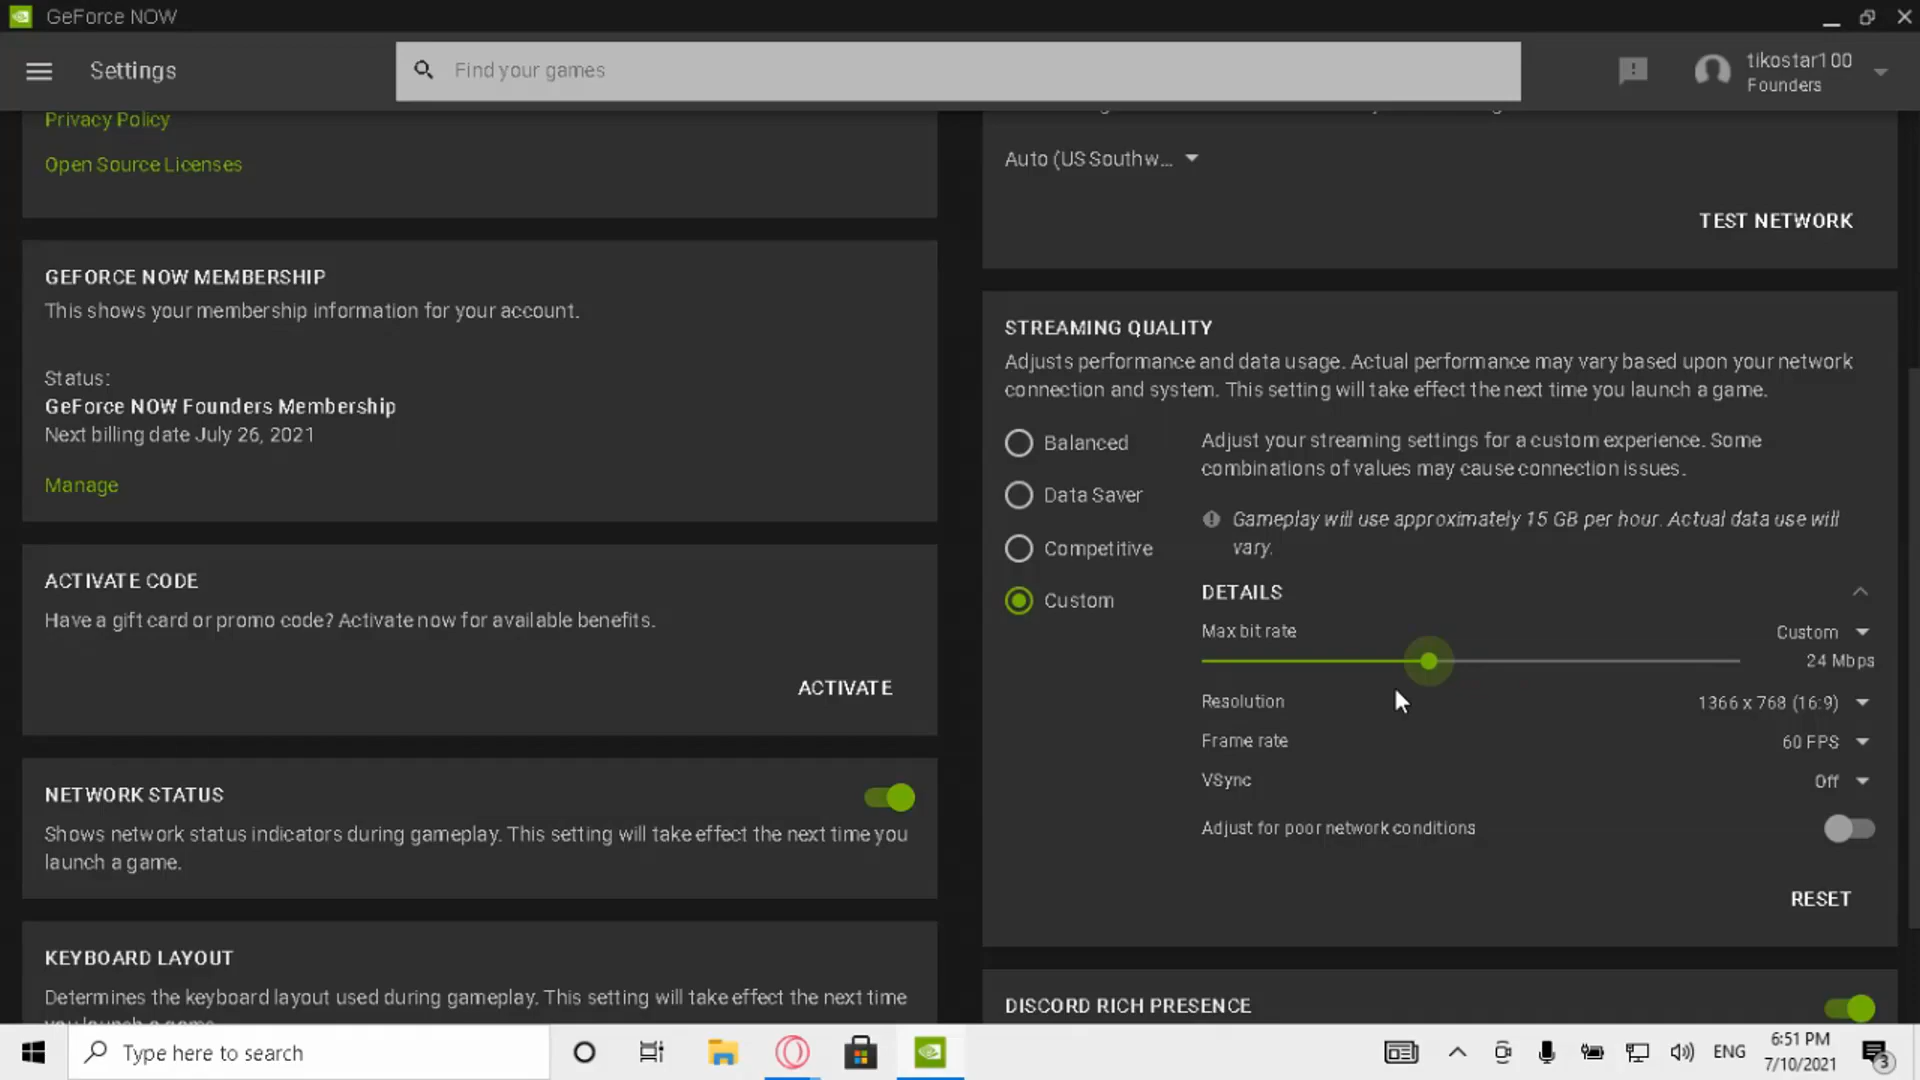 GeForce NOW
Settings
Find your games
tikostar100
Founders
Privacy Policy
Open Source Licenses
GEFORCE NOW MEMBERSHIP
This shows your membership information for your account.
Status:
GeForce NOW Founders Membership
Next billing date July 26, 2021
Manage
ACTIVATE CODE
Have a gift card or promo code? Activate now for available benefits.
ACTIVATE
NETWORK STATUS
Shows network status indicators during gameplay. This setting will take effect the next time you
launch a game.
KEYBOARD LAYOUT
Determines the keyboard layout used during gameplay. This setting will take effect the next time
you launch a game.
Auto (US Southw...
TEST NETWORK
STREAMING QUALITY
Adjusts performance and data usage. Actual performance may vary based upon your network
connection and system. This setting will take effect the next time you launch a game.
Balanced
Data Saver
Competitive
Custom
Adjust your streaming settings for a custom experience. Some
combinations of values may cause connection issues.
Gameplay will use approximately 15 GB per hour. Actual data use will
vary.
DETAILS
Max bit rate
Custom
24 Mbps
Resolution
1366 x 768 (16:9)
Frame rate
60 FPS
VSync
Off
Adjust for poor network conditions
RESET
DISCORD RICH PRESENCE
Type here to search
ENG
6:51 PM
7/10/2021
3